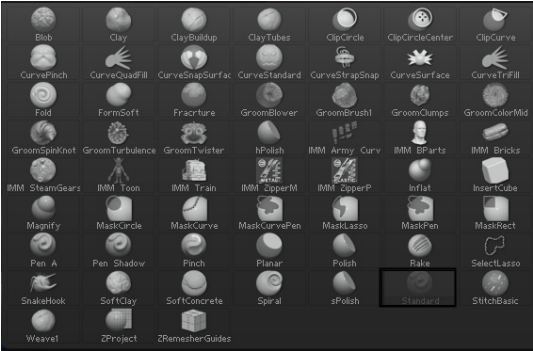 Blob Clay ClayBuildup ClayTubes ClipCircle ClipCircleCenter ClipCurve
CurvePinch CurveQuadFill CurveSnapSurfac CurveStandard CurveStrapSnap CurveSurface CurveTriFill
Fold FormSoft Fracrture GroomBlower GroomBrush1 GroomClumps GroomColorMid
GroomSpinKnot GroomTurbulence GroomTwister hPolish IMM Army Curv IMM BParts IMM Bricks
IMM SteamGears IMM Toon IMM Train IMM ZipperM IMM ZipperP Inflat InsertCube
Magnify MaskCircle MaskCurve MaskCurvePen MaskLasso MaskPen MaskRect
Pen A Pen Shadow Pinch Planar Polish Rake SelectLasso
SnakeHook SoftClay SoftConcrete Spiral sPolish Standard StitchBasic
Weave1 ZProject ZRemesherGuides